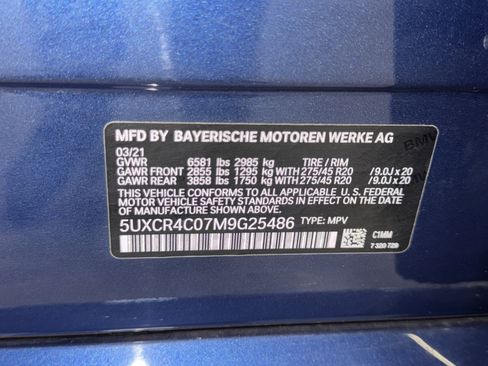 MFD BY BAYERISCHE MOTOREN WERKE AG
03/21
GVWR 6581 lbs 2985 kg TIRE / RIM
GAWR FRONT 2855 lbs 1295 kg WITH 275/45 R20 / 9.0J x 20
GAWR REAR 3858 lbs 1750 kg WITH 275/45 R20 / 9.0J x 20
THIS VEHICLE CONFORMS TO ALL APPLICABLE U.S. FEDERAL
MOTOR VEHICLE SAFETY STANDARDS IN EFFECT ON THE
DATE OF MANUFACTURE SHOWN ABOVE.
5UXCR4C07M9G25486 TYPE: MPV
C1MM
7 320 729
BMW